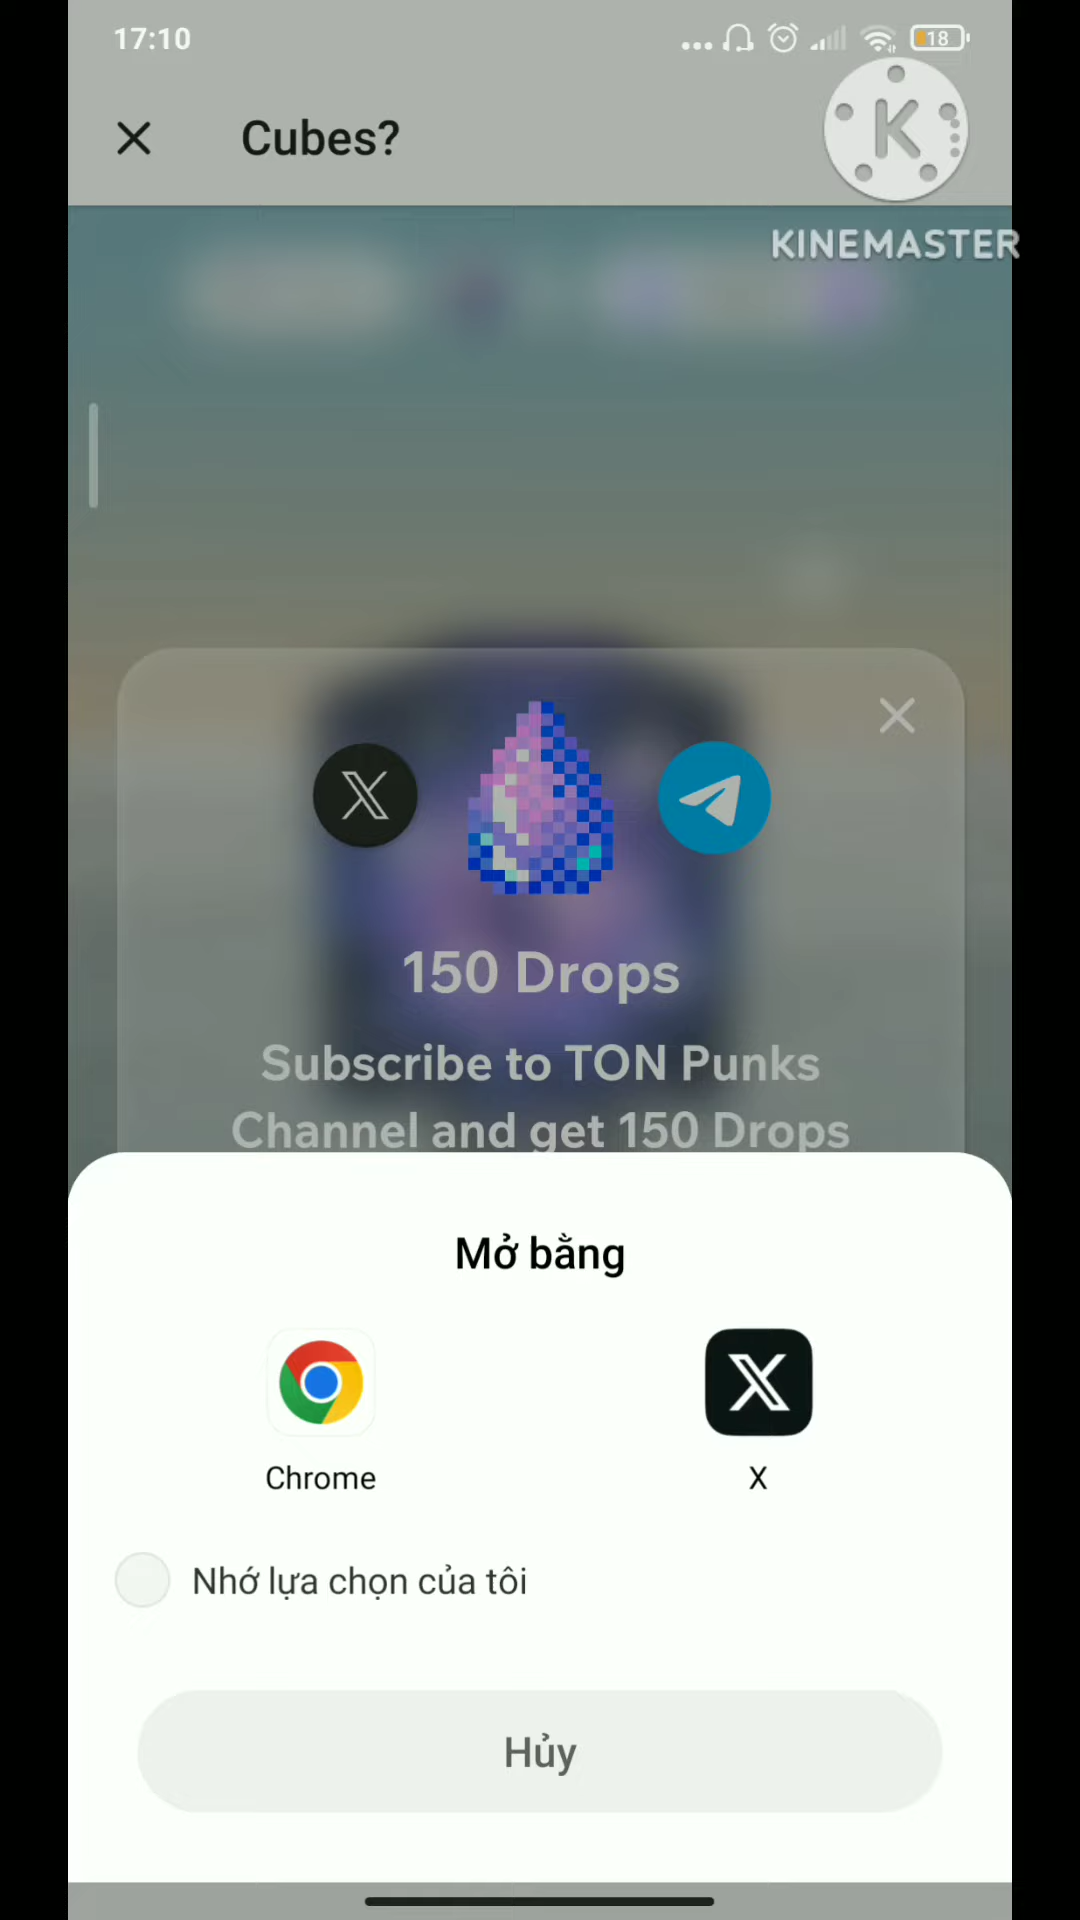 17:10
18
Cubes?
K
KINEMASTER
150 Drops
Subscribe to TON Punks
Channel and get 150 Drops
Mở bằng
Chrome
X
Nhớ lựa chọn của tôi
Hủy